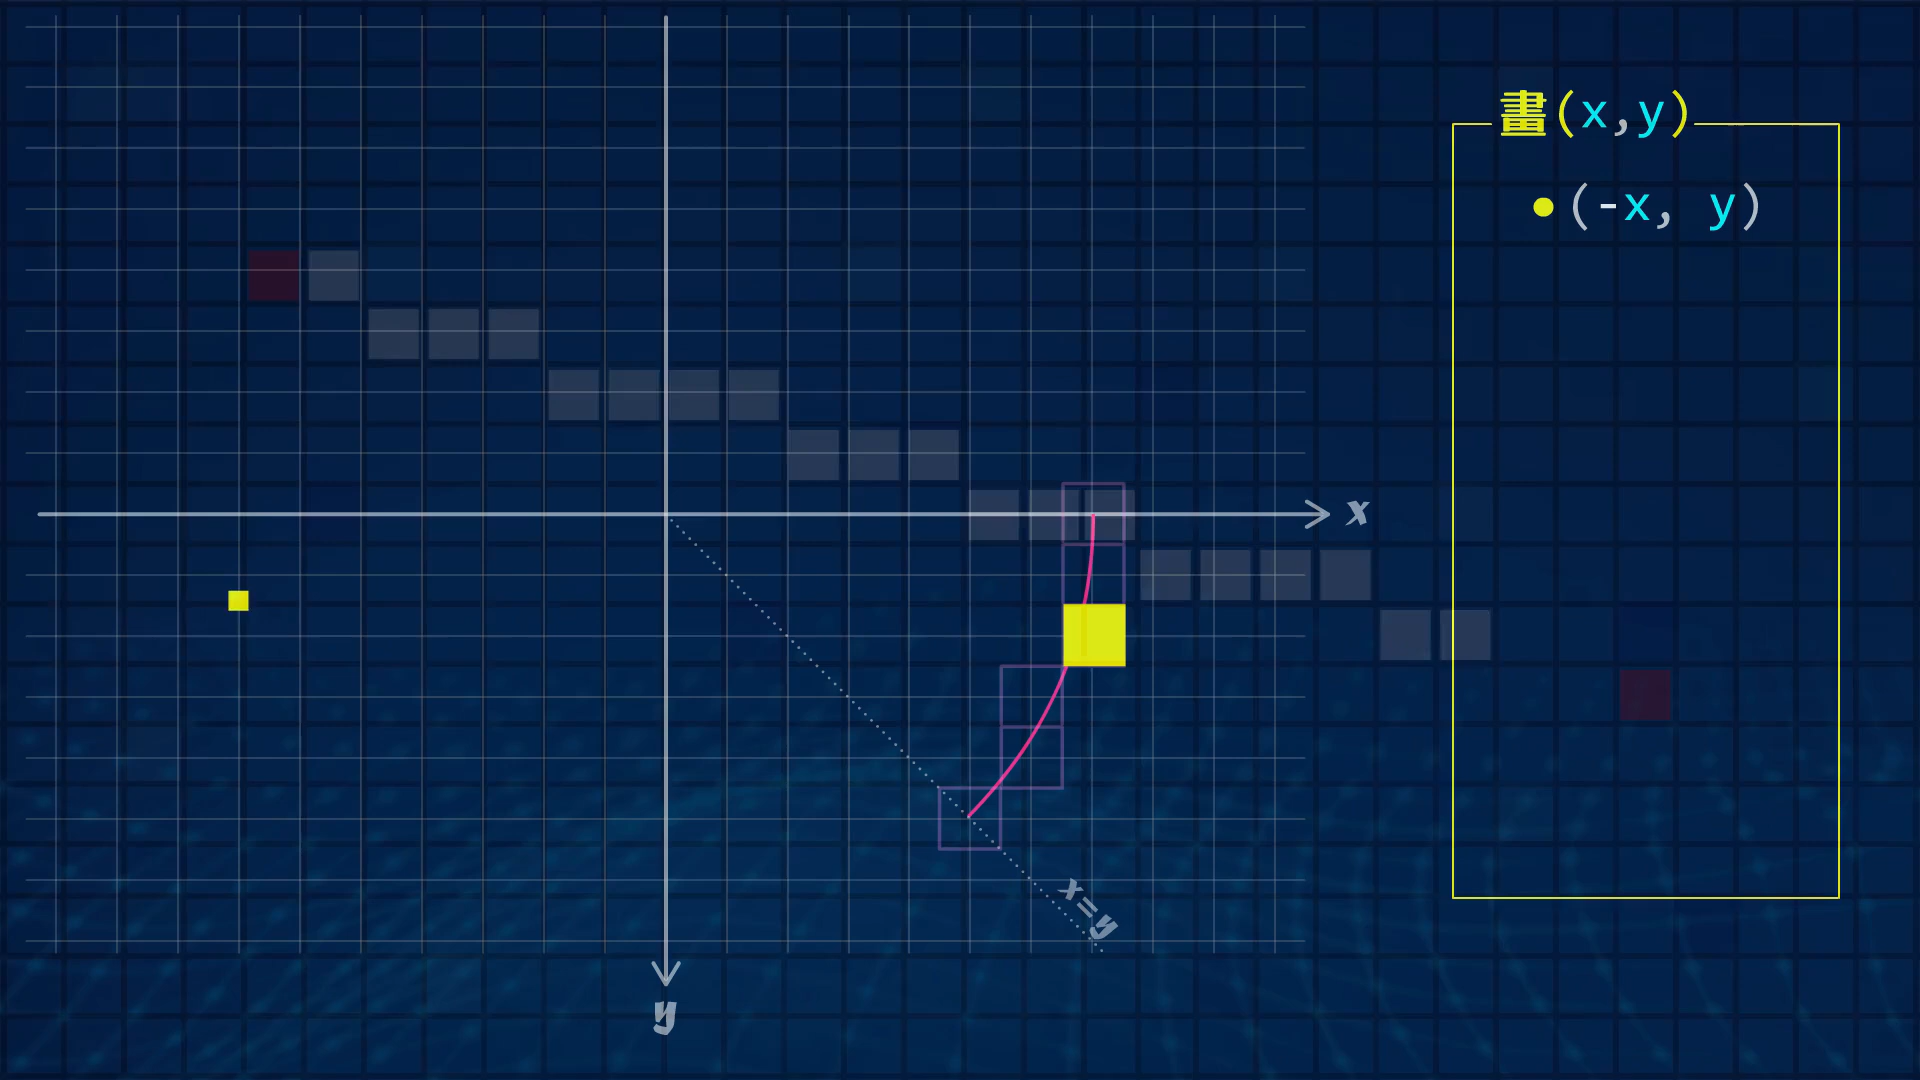 畫(x,y)
(-x, y)
x
x=y
y